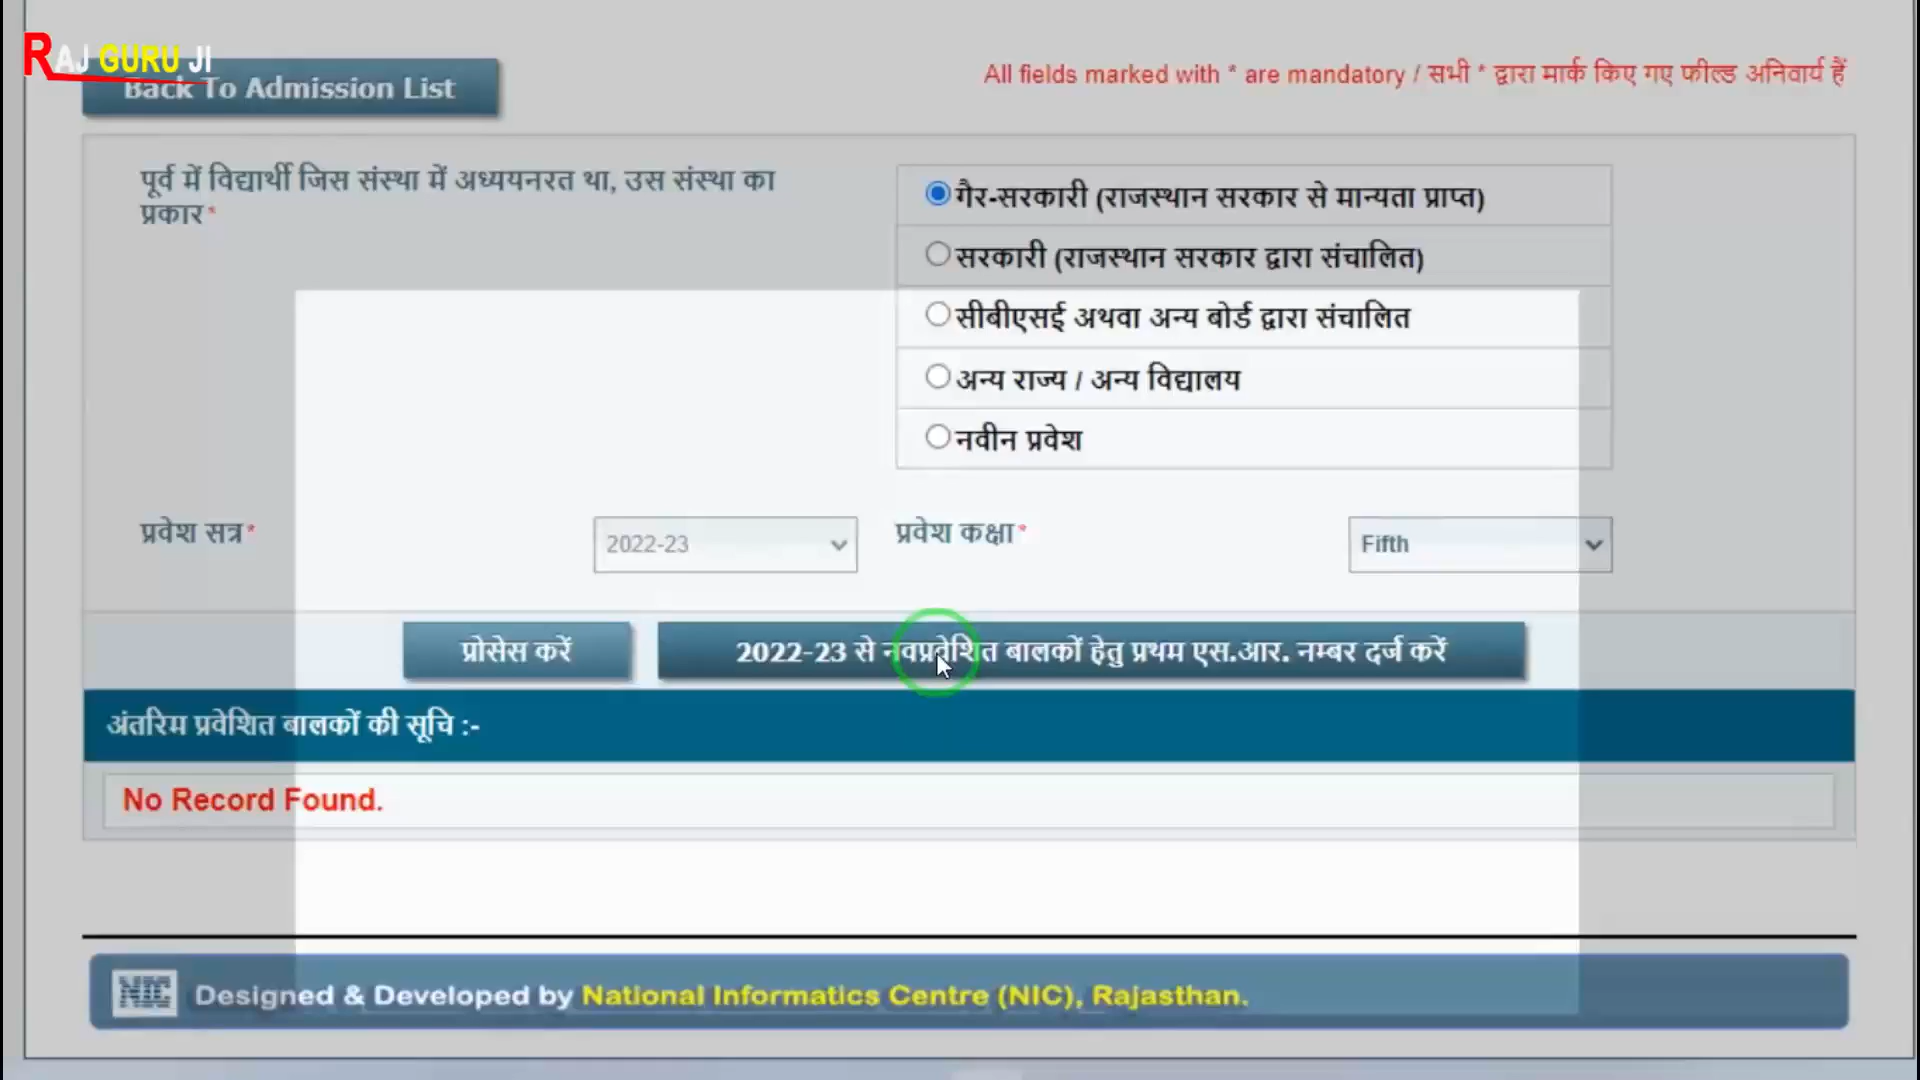 RAJ GURU JI
Back To Admission List
All fields marked with * are mandatory / सभी * द्वारा मार्क किए गए फील्ड अनिवार्य हैं
पूर्व में विद्यार्थी जिस संस्था में अध्ययनरत था, उस संस्था का
प्रकार*
गैर-सरकारी (राजस्थान सरकार से मान्यता प्राप्त)
सरकारी (राजस्थान सरकार द्वारा संचालित)
सीबीएसई अथवा अन्य बोर्ड द्वारा संचालित
अन्य राज्य / अन्य विद्यालय
नवीन प्रवेश
प्रवेश सत्र* 2022-23 प्रवेश कक्षा* Fifth
प्रोसेस करें 2022-23 से नवप्रवेशित बालकों हेतु प्रथम एस.आर. नम्बर दर्ज करें
अंतरिम प्रवेशित बालकों की सूचि :-
No Record Found.
NIC Designed & Developed by National Informatics Centre (NIC), Rajasthan.